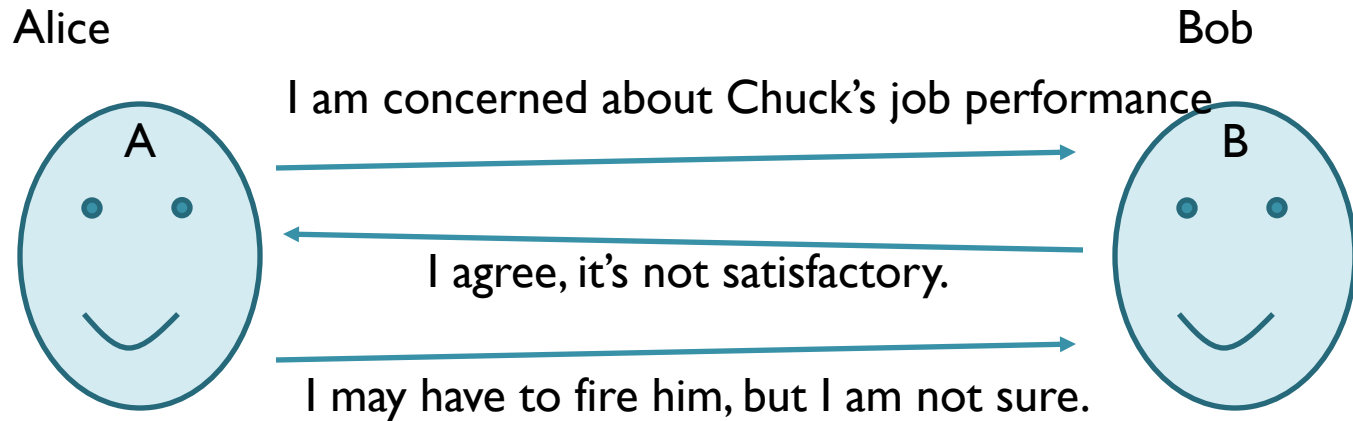 Alice
Bob
I am concerned about Chuck’s job performance
A
B
I agree, it’s not satisfactory.
I may have to fire him, but I am not sure.